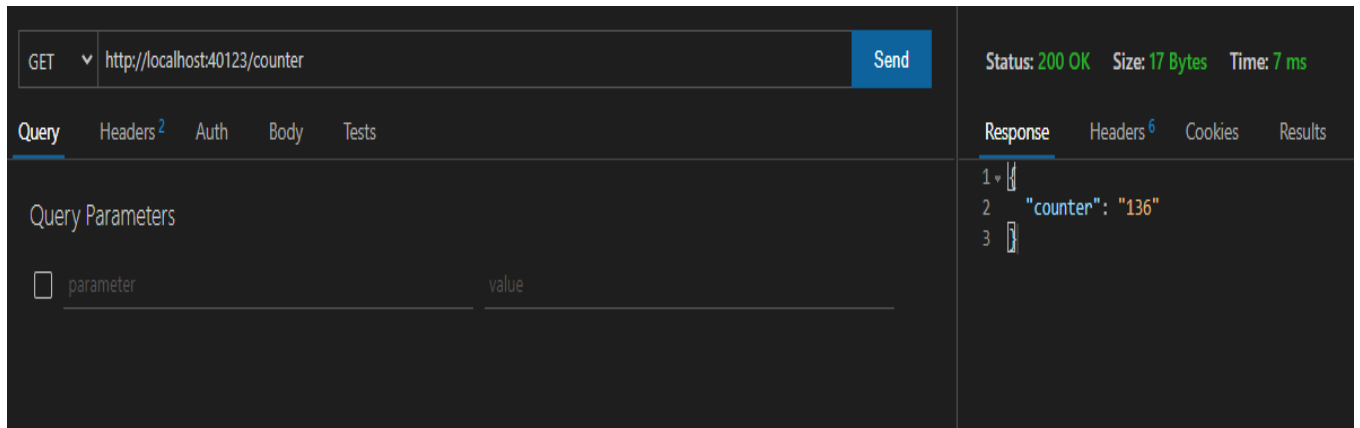 GET http://localhost:40123/counter Send
Query Headers 2 Auth Body Tests
Query Parameters
parameter value
Status: 200 OK Size: 17 Bytes Time: 7 ms
Response Headers 6 Cookies Results
1 {
2 "counter": "136"
3 }